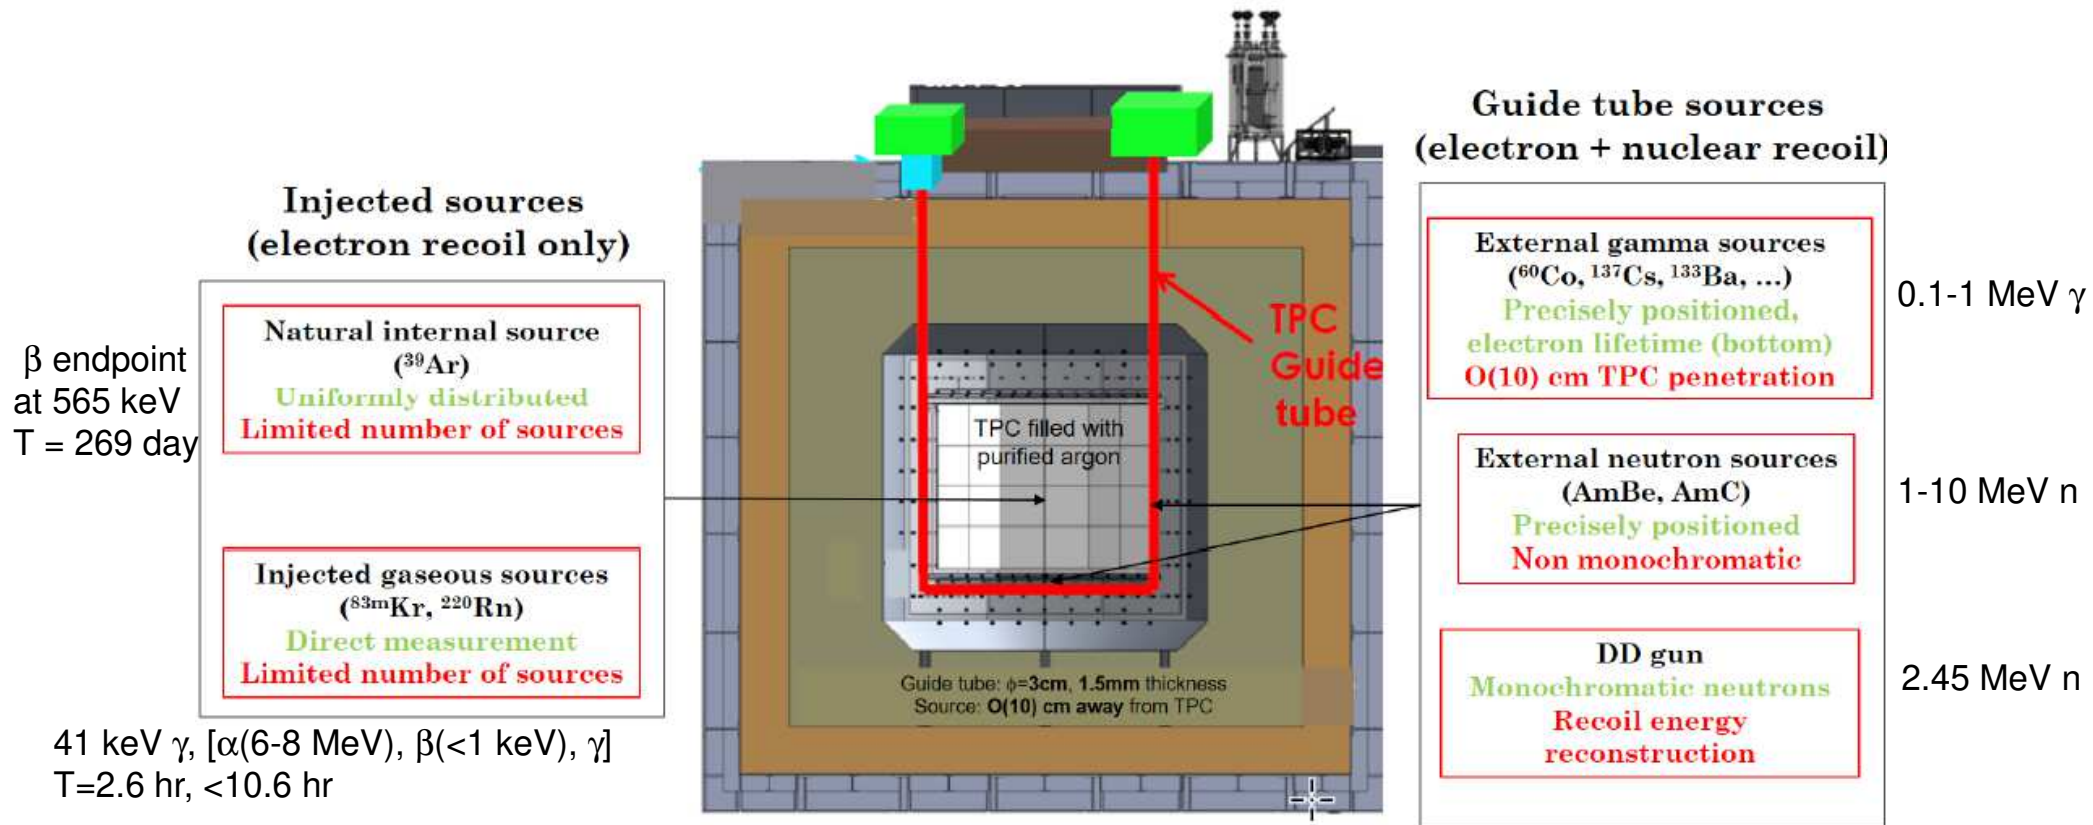 Injected sources
(electron recoil only)
Natural internal source
(³⁹Ar)
Uniformly distributed
Limited number of sources
β endpoint
at 565 keV
T = 269 day
Injected gaseous sources
(⁸³ᵐKr, ²²⁰Rn)
Direct measurement
Limited number of sources
41 keV γ, [α(6-8 MeV), β(<1 keV), γ]
T=2.6 hr, <10.6 hr
TPC
Guide
tube
TPC filled with
purified argon
Guide tube: ϕ=3cm, 1.5mm thickness
Source: O(10) cm away from TPC
Guide tube sources
(electron + nuclear recoil)
External gamma sources
(⁶⁰Co, ¹³⁷Cs, ¹³³Ba, ...)
Precisely positioned,
electron lifetime (bottom)
O(10) cm TPC penetration
0.1-1 MeV γ
External neutron sources
(AmBe, AmC)
Precisely positioned
Non monochromatic
1-10 MeV n
DD gun
Monochromatic neutrons
Recoil energy
reconstruction
2.45 MeV n